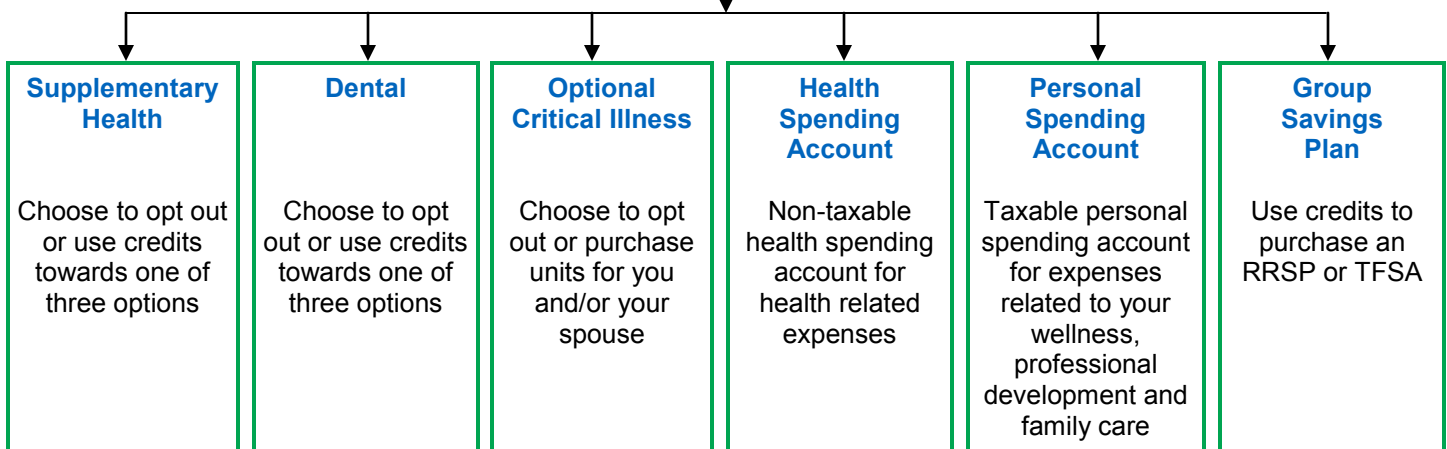 Supplementary
Health
Choose to opt out
or use credits
towards one of
three options
Dental
Choose to opt
out or use credits
towards one of
three options
Optional
Critical Illness
Choose to opt
out or purchase
units for you
and/or your
spouse
Health
Spending
Account
Non-taxable
health spending
account for
health related
expenses
Personal
Spending
Account
Taxable personal
spending account
for expenses
related to your
wellness,
professional
development and
family care
Group
Savings
Plan
Use credits to
purchase an
RRSP or TFSA